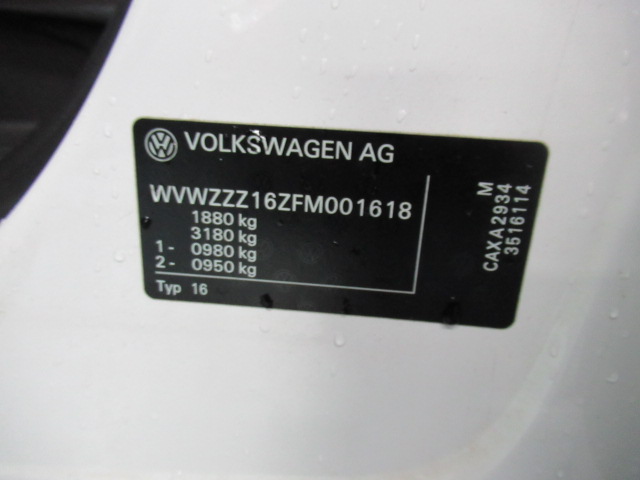 VOLKSWAGEN AG
WVWZZZ16ZFM001618
1880 kg
3180 kg
1- 0980 kg
2- 0950 kg
Typ 16
M
CAXA2934
3516114